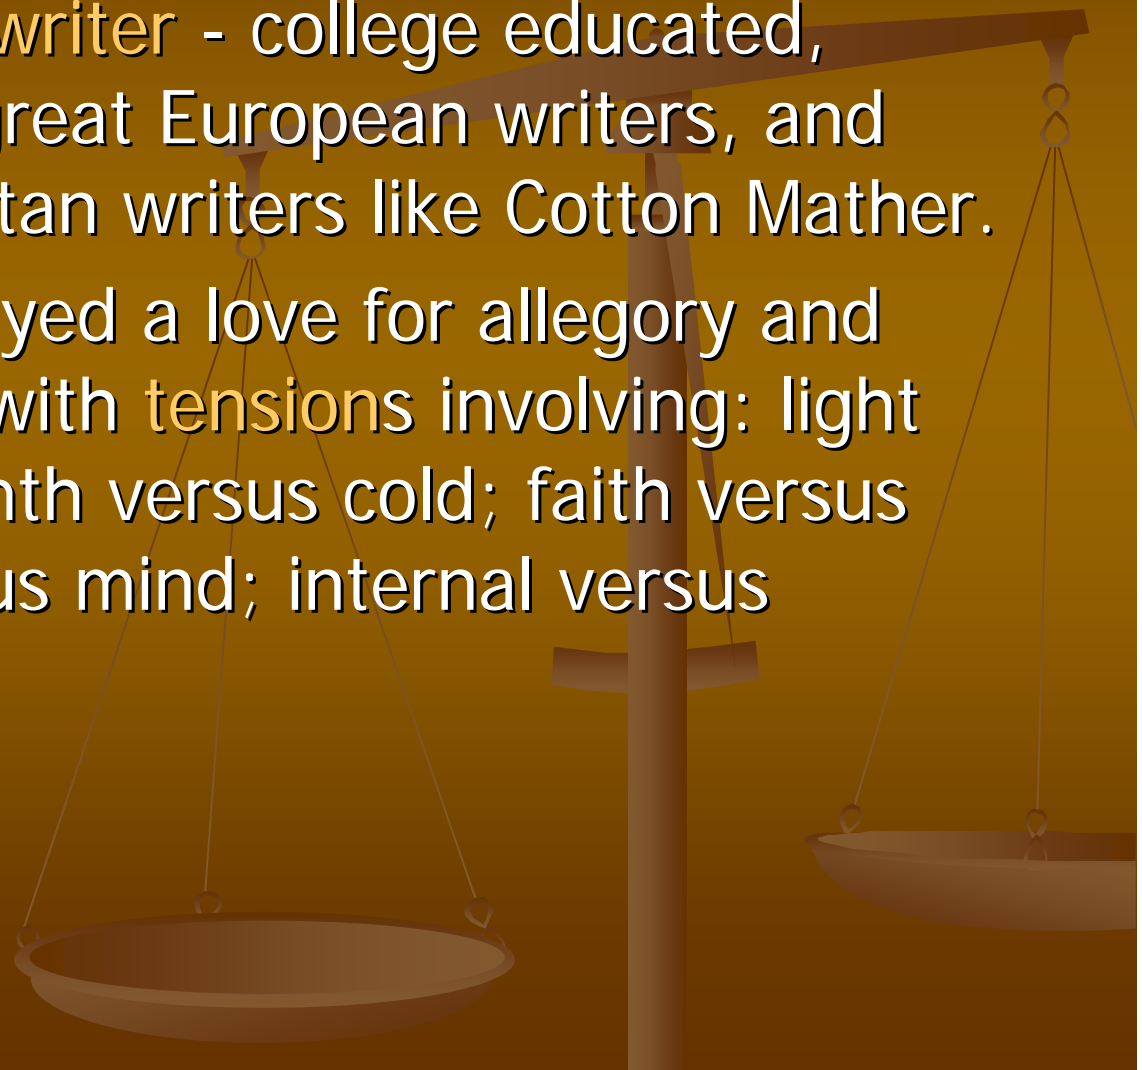 writer - college educated,
reat European writers, and
tan writers like Cotton Mather.
yed a love for allegory and
with tensions involving: light
th versus cold; faith versus
us mind; internal versus